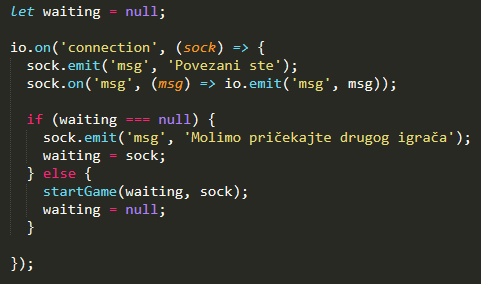 let waiting = null;
io.on('connection', (sock) => {
sock.emit('msg', 'Povezani ste');
sock.on('msg', (msg) => io.emit('msg', msg));
if (waiting === null) {
sock.emit('msg', 'Molimo pričekajte drugog igrača');
waiting = sock;
} else {
startGame(waiting, sock);
waiting = null;
}
});